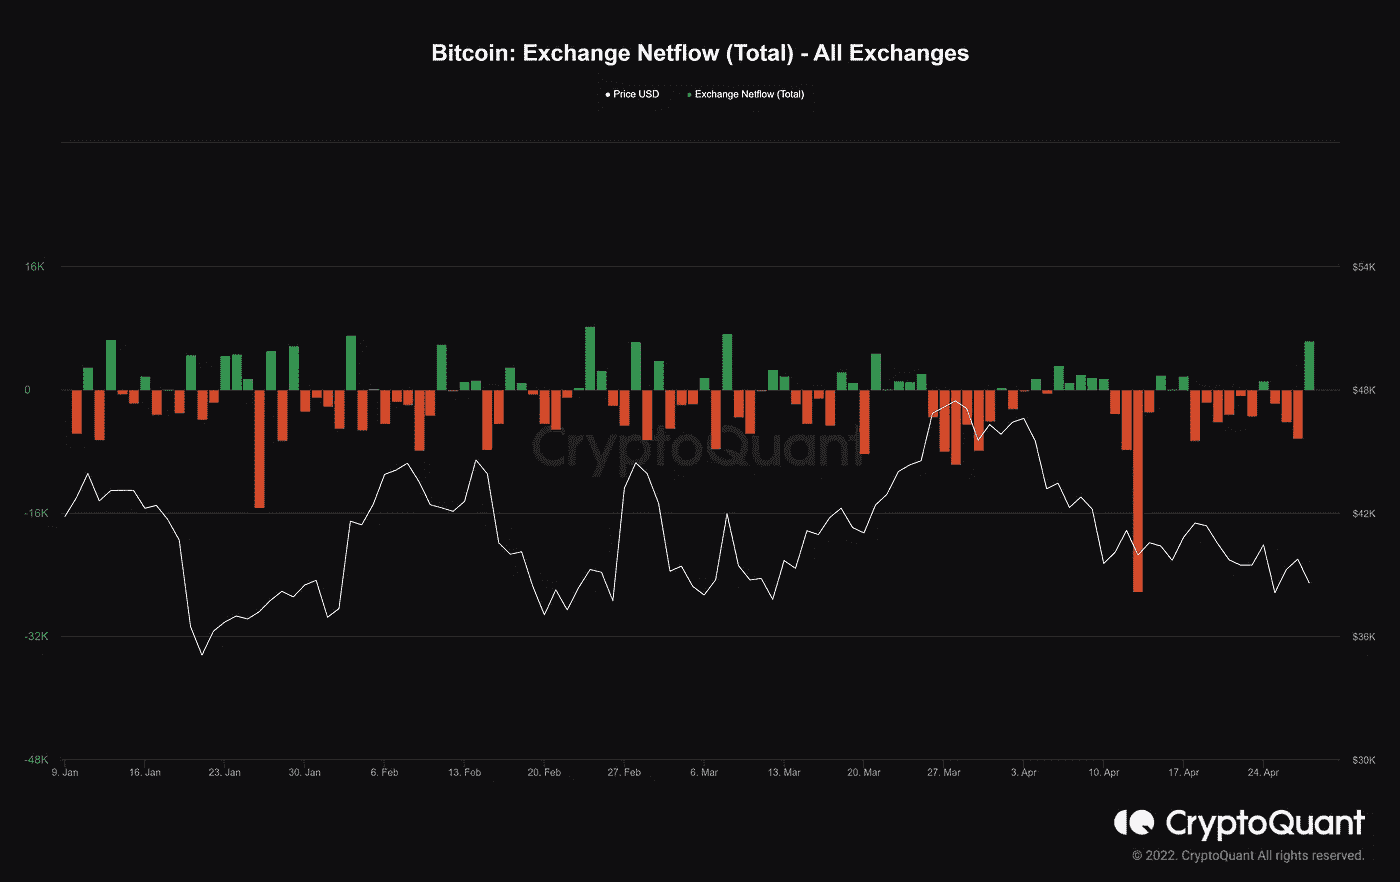 Bitcoin: Exchange Netflow (Total) - All Exchanges
● Price USD ● Exchange Netflow (Total)
16K
0
-16K
-32K
-48K
$54K
$48K
$42K
$36K
$30K
CryptoQuant
9. Jan 16. Jan 23. Jan 30. Jan 6. Feb 13. Feb 20. Feb 27. Feb 6. Mar 13. Mar 20. Mar 27. Mar 3. Apr 10. Apr 17. Apr 24. Apr
CryptoQuant
© 2022. CryptoQuant All rights reserved.